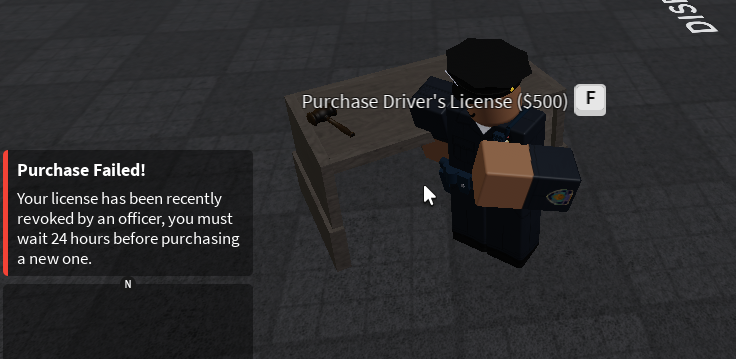 DIS
Purchase Driver's License ($500) F
Purchase Failed!
Your license has been recently
revoked by an officer, you must
wait 24 hours before purchasing
a new one.
N